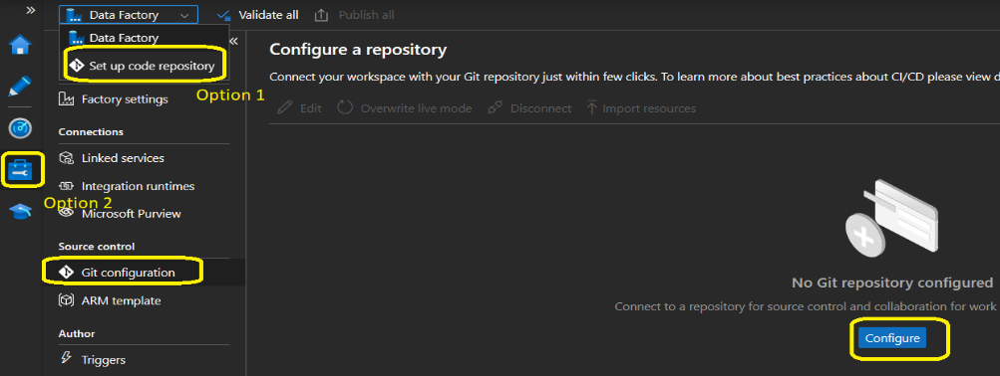 »
Data Factory
Validate all
Publish all
Data Factory
«
Set up code repository
Option 1
Factory settings
Connections
Linked services
Integration runtimes
Option 2
Microsoft Purview
Source control
Git configuration
ARM template
Author
Triggers
Configure a repository
Connect your workspace with your Git repository just within few clicks. To learn more about best practices about CI/CD please view d
Edit
Overwrite live mode
Disconnect
Import resources
No Git repository configured
Connect to a repository for source control and collaboration for work
Configure